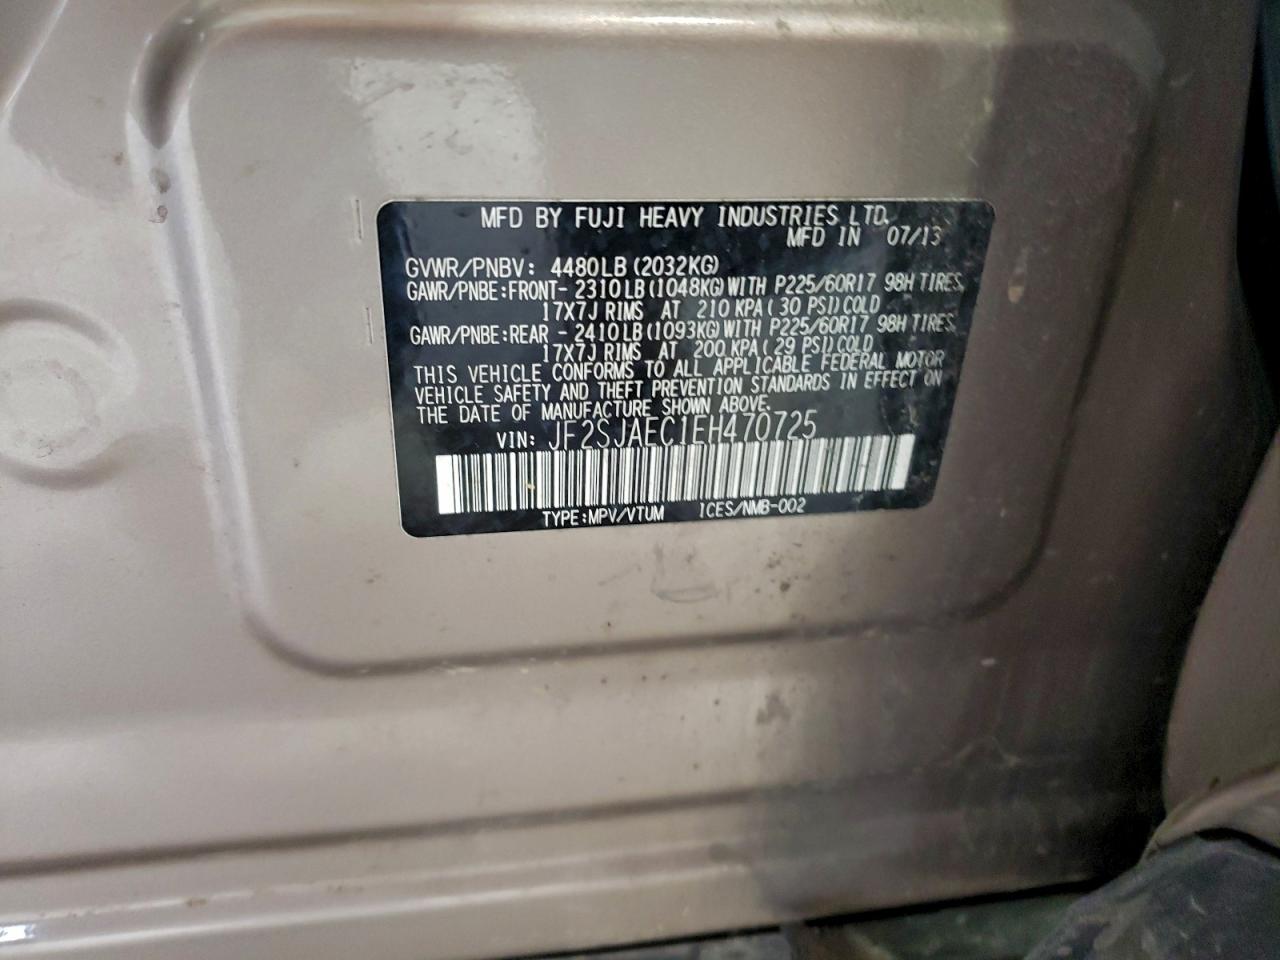 MFD BY FUJI HEAVY INDUSTRIES LTD.
MFD IN 07/13
GVWR/PNBV: 4480LB (2032KG)
GAWR/PNBE:FRONT- 2310LB(1048KG)WITH P225/60R17 98H TIRES,
17X7J RIMS AT 210 KPA( 30 PSI)COLD
GAWR/PNBE:REAR - 2410LB(1093KG)WITH P225/60R17 98H TIRES,
17X7J RIMS AT 200 KPA( 29 PSI)COLD
THIS VEHICLE CONFORMS TO ALL APPLICABLE FEDERAL MOTOR
VEHICLE SAFETY AND THEFT PREVENTION STANDARDS IN EFFECT ON
THE DATE OF MANUFACTURE SHOWN ABOVE.
VIN: JF2SJAEC1EH470725
TYPE:MPV/VTUM ICES/NMB-002